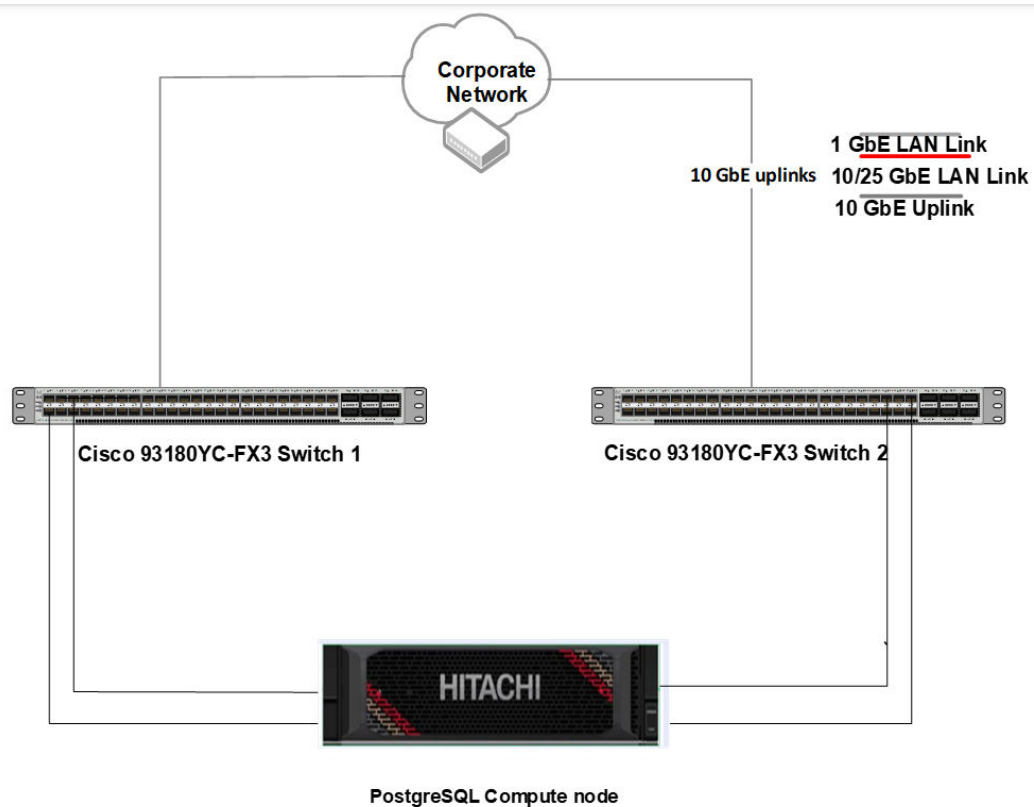 Corporate
Network
1 GbE LAN Link
10 GbE uplinks
10/25 GbE LAN Link
10 GbE Uplink
Cisco 93180YC-FX3 Switch 1
Cisco 93180YC-FX3 Switch 2
HITACHI
PostgreSQL Compute node